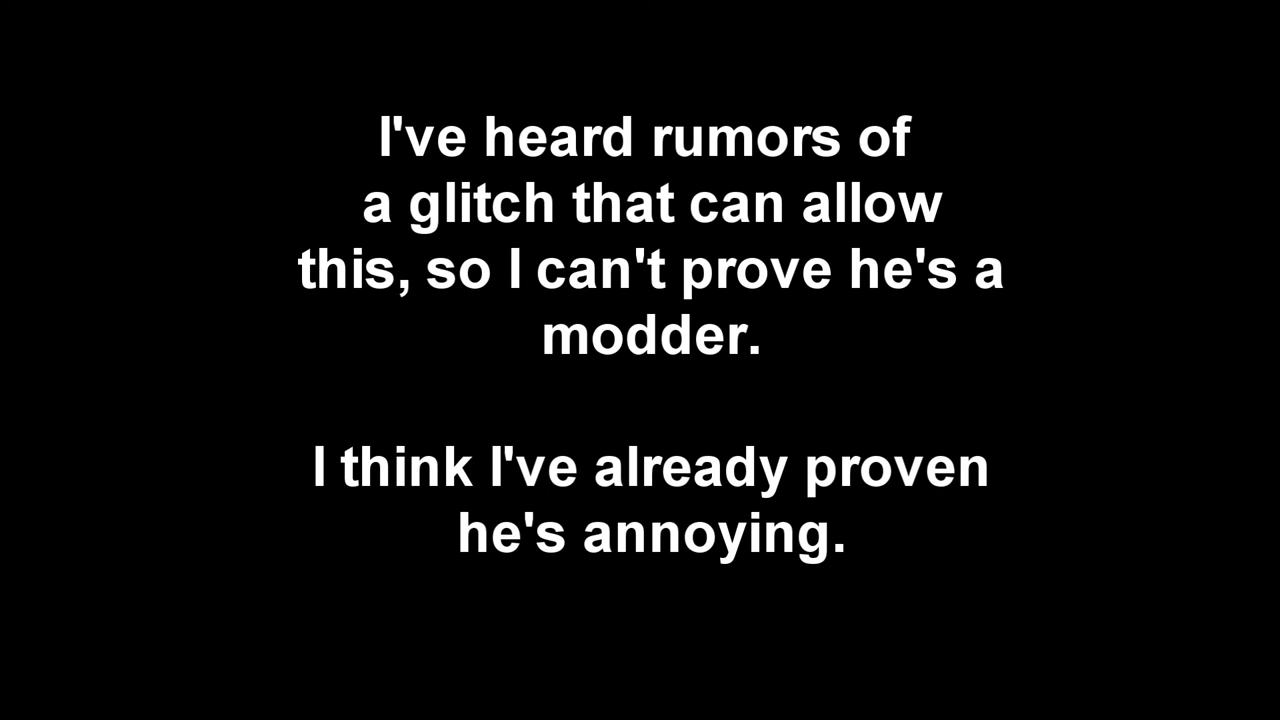 I've heard rumors of
a glitch that can allow
this, so I can't prove he's a
modder.
I think I've already proven
he's annoying.